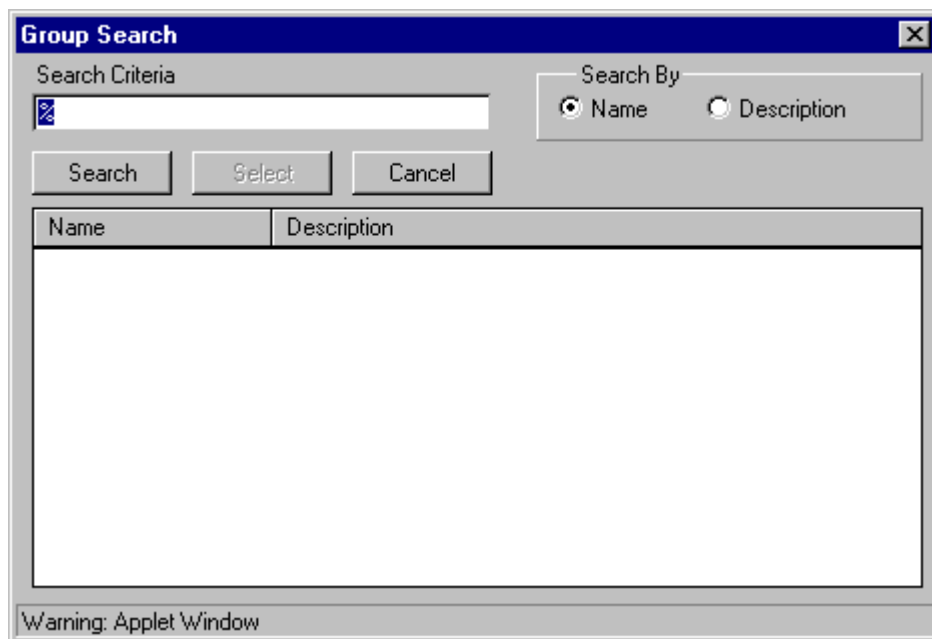 Group Search
Search Criteria
Search By
%
Name Description
Search Select Cancel
Name Description
Warning: Applet Window